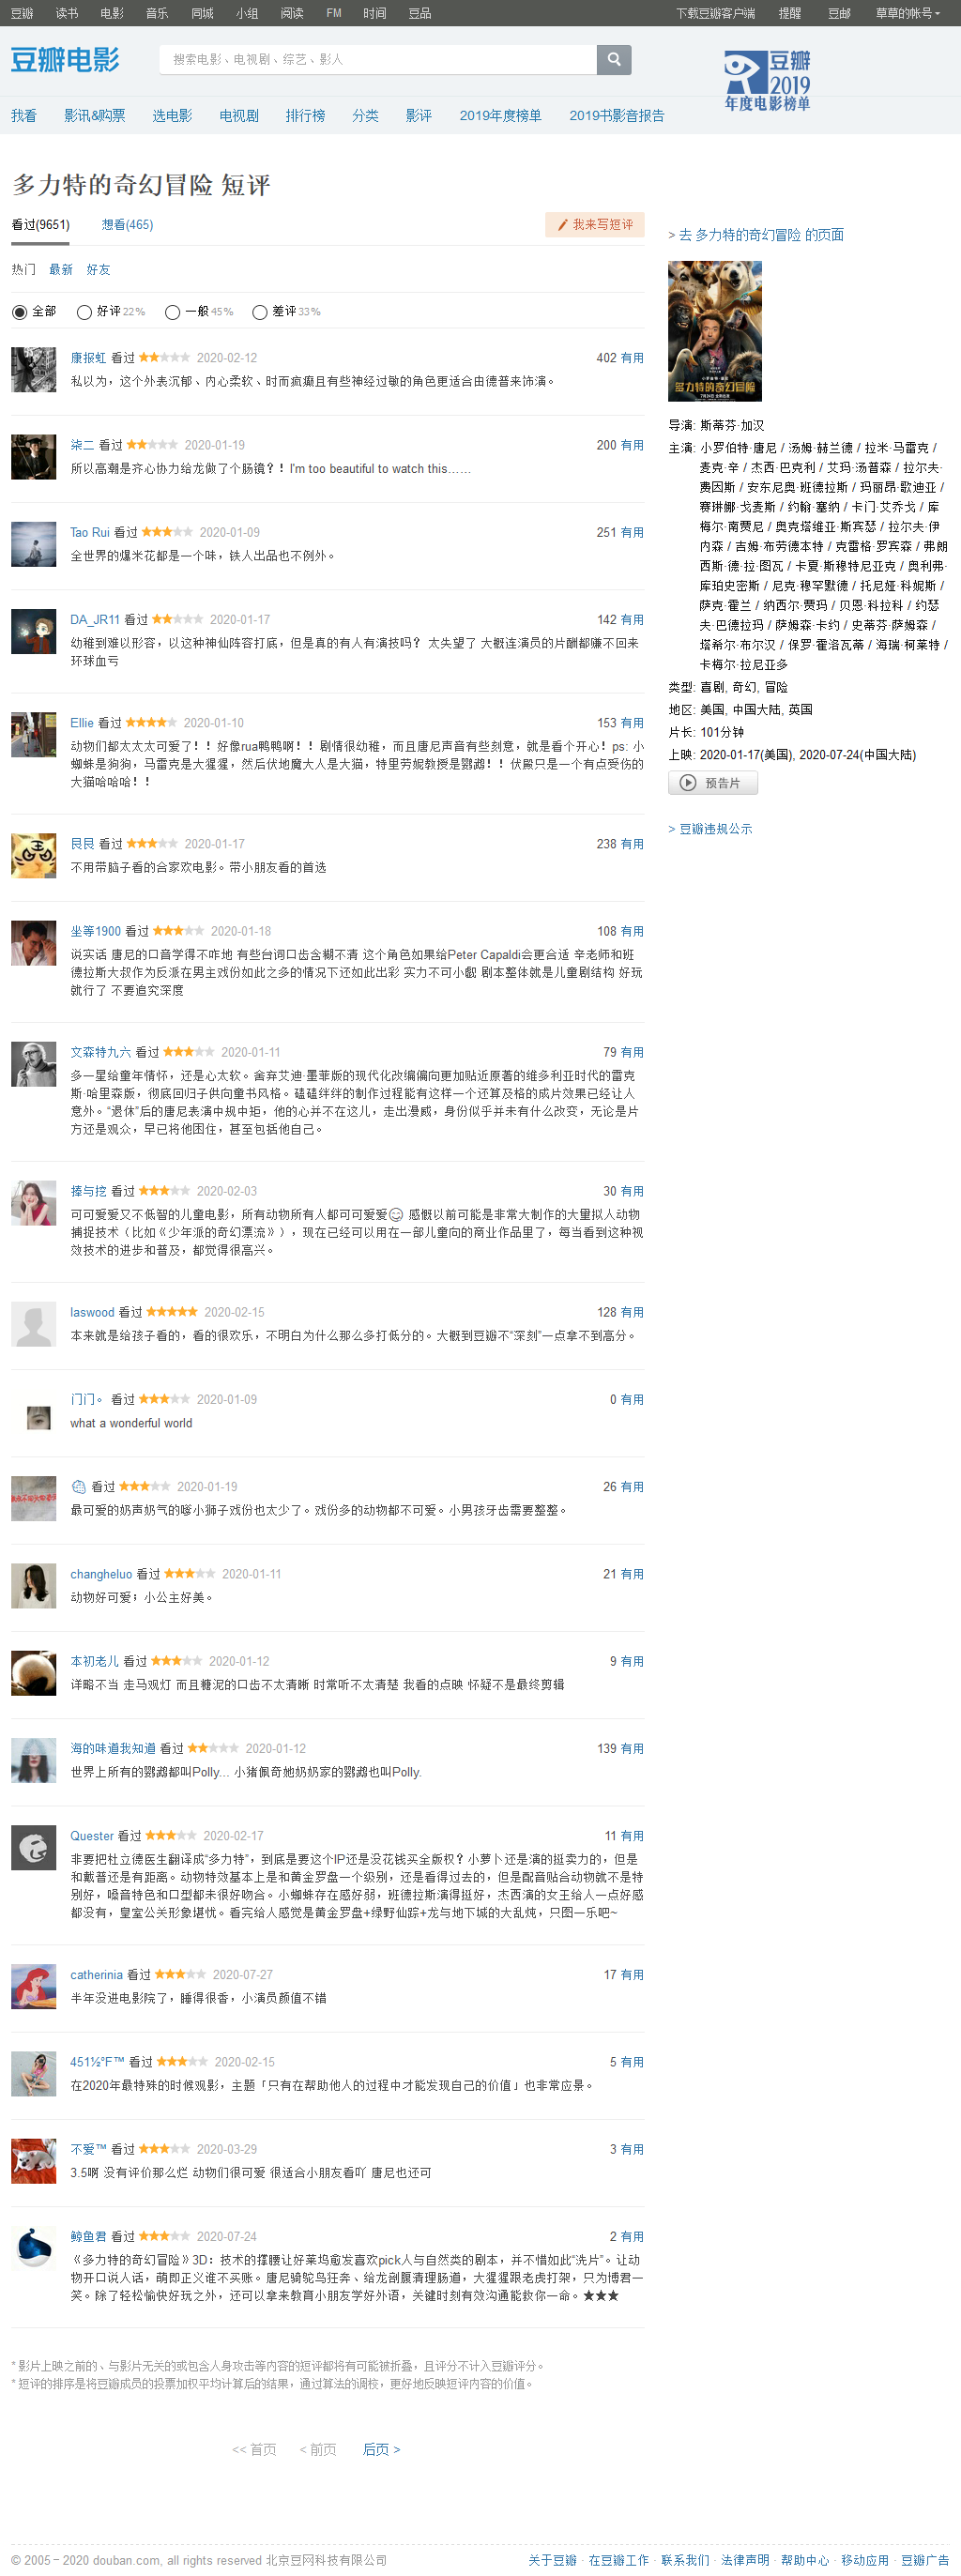 豆瓣 读书 电影 音乐 同城 小组 阅读 FM 时间 豆品 下载豆瓣客户端 提醒 豆邮 草草的帐号
豆瓣电影 搜索电影、电视剧、综艺、影人
豆瓣
2019
年度电影榜单
我看 影讯&购票 选电影 电视剧 排行榜 分类 影评 2019年度榜单 2019书影音报告
多力特的奇幻冒险 短评
看过(9651) 想看(465) 我来写短评
热门 最新 好友
全部 好评 22% 一般 45% 差评 33%
康报虹 看过 2020-02-12 402 有用
私以为，这个外表沉郁、内心柔软、时而疯癫且有些神经过敏的角色更适合由德普来饰演。
柒二 看过 2020-01-19 200 有用
所以高潮是齐心协力给龙做了个肠镜？！I'm too beautiful to watch this……
Tao Rui 看过 2020-01-09 251 有用
全世界的爆米花都是一个味，铁人出品也不例外。
DA_JR11 看过 2020-01-17 142 有用
幼稚到难以形容，以这种神仙阵容打底，但是真的有人有演技吗？ 太失望了 大概连演员的片酬都赚不回来
环球血亏
Ellie 看过 2020-01-10 153 有用
动物们都太太太可爱了！！好像rua鸭鸭啊！！剧情很幼稚，而且唐尼声音有些刻意，就是看个开心！ps: 小
蜘蛛是狗狗，马雷克是大猩猩，然后伏地魔大人是大猫，特里劳妮教授是鹦鹉！！伏殿只是一个有点受伤的
大猫哈哈哈！！
艮艮 看过 2020-01-17 238 有用
不用带脑子看的合家欢电影。带小朋友看的首选
坐等1900 看过 2020-01-18 108 有用
说实话 唐尼的口音学得不咋地 有些台词口齿含糊不清 这个角色如果给Peter Capaldi会更合适 辛老师和班
德拉斯大叔作为反派在男主戏份如此之多的情况下还如此出彩 实力不可小觑 剧本整体就是儿童剧结构 好玩
就行了 不要追究深度
文森特九六 看过 2020-01-11 79 有用
多一星给童年情怀，还是心太软。舍弃艾迪·墨菲版的现代化改编偏向更加贴近原著的维多利亚时代的雷克
斯·哈里森版，彻底回归子供向童书风格。磕磕绊绊的制作过程能有这样一个还算及格的成片效果已经让人
意外。“退休”后的唐尼表演中规中矩，他的心并不在这儿，走出漫威，身份似乎并未有什么改变，无论是片
方还是观众，早已将他困住，甚至包括他自己。
捧与挖 看过 2020-02-03 30 有用
可可爱爱又不低智的儿童电影，所有动物所有人都可可爱爱 感慨以前可能是非常大制作的大量拟人动物
捕捉技术（比如《少年派的奇幻漂流》），现在已经可以用在一部儿童向的商业作品里了，每当看到这种视
效技术的进步和普及，都觉得很高兴。
laswood 看过 2020-02-15 128 有用
本来就是给孩子看的，看的很欢乐，不明白为什么那么多打低分的。大概到豆瓣不“深刻”一点拿不到高分。
门门。 看过 2020-01-09 0 有用
what a wonderful world
看过 2020-01-19 26 有用
最可爱的奶声奶气的嗲小狮子戏份也太少了。戏份多的动物都不可爱。小男孩牙齿需要整整。
changheluo 看过 2020-01-11 21 有用
动物好可爱；小公主好美。
本初老儿 看过 2020-01-12 9 有用
详略不当 走马观灯 而且糖泥的口齿不太清晰 时常听不太清楚 我看的点映 怀疑不是最终剪辑
海的味道我知道 看过 2020-01-12 139 有用
世界上所有的鹦鹉都叫Polly... 小猪佩奇她奶奶家的鹦鹉也叫Polly.
Quester 看过 2020-02-17 11 有用
非要把杜立德医生翻译成“多力特”，到底是要这个IP还是没花钱买全版权？小萝卜还是演的挺卖力的，但是
和戴普还是有距离。动物特效基本上是和黄金罗盘一个级别，还是看得过去的，但是配音贴合动物就不是特
别好，嗓音特色和口型都未很好吻合。小蜘蛛存在感好弱，班德拉斯演得挺好，杰西演的女王给人一点好感
都没有，皇室公关形象堪忧。看完给人感觉是黄金罗盘+绿野仙踪+龙与地下城的大乱炖，只图一乐吧~
catherinia 看过 2020-07-27 17 有用
半年没进电影院了，睡得很香，小演员颜值不错
451½°F™ 看过 2020-02-15 5 有用
在2020年最特殊的时候观影，主题「只有在帮助他人的过程中才能发现自己的价值」也非常应景。
不爱™ 看过 2020-03-29 3 有用
3.5啊 没有评价那么烂 动物们很可爱 很适合小朋友看吖 唐尼也还可
鲸鱼君 看过 2020-07-24 2 有用
《多力特的奇幻冒险》3D：技术的撑腰让好莱坞愈发喜欢pick人与自然类的剧本，并不惜如此“洗片”。让动
物开口说人话，萌即正义谁不买账。唐尼骑鸵鸟狂奔、给龙剖腹清理肠道，大猩猩跟老虎打架，只为博君一
笑。除了轻松愉快好玩之外，还可以拿来教育小朋友学好外语，关键时刻有效沟通能救你一命。★★★
* 影片上映之前的、与影片无关的或包含人身攻击等内容的短评都将有可能被折叠，且评分不计入豆瓣评分。
* 短评的排序是将豆瓣成员的投票加权平均计算后的结果，通过算法的调校，更好地反映短评内容的价值。
<< 首页 < 前页 后页 >
> 去 多力特的奇幻冒险 的页面
多力特的奇幻冒险
导演: 斯蒂芬·加汉
主演: 小罗伯特·唐尼 / 汤姆·赫兰德 / 拉米·马雷克 /
麦克·辛 / 杰西·巴克利 / 艾玛·汤普森 / 拉尔夫·
费因斯 / 安东尼奥·班德拉斯 / 玛丽昂·歌迪亚 /
赛琳娜·戈麦斯 / 约翰·塞纳 / 卡门·艾乔戈 / 库
梅尔·南贾尼 / 奥克塔维亚·斯宾瑟 / 拉尔夫·伊
内森 / 吉姆·布劳德本特 / 克雷格·罗宾森 / 弗朗
西斯·德·拉·图瓦 / 卡夏·斯穆特尼亚克 / 奥利弗·
库珀史密斯 / 尼克·穆罕默德 / 托尼娅·科妮斯 /
萨克·霍兰 / 纳西尔·贾玛 / 贝恩·科拉科 / 约瑟
夫·巴德拉玛 / 萨姆森·卡约 / 史蒂芬·萨姆森 /
塔希尔·布尔汉 / 保罗·霍洛瓦蒂 / 海瑞·柯莱特 /
卡梅尔·拉尼亚多
类型: 喜剧, 奇幻, 冒险
地区: 美国, 中国大陆, 英国
片长: 101分钟
上映: 2020-01-17(美国), 2020-07-24(中国大陆)
预告片
> 豆瓣违规公示
© 2005－2020 douban.com, all rights reserved 北京豆网科技有限公司 关于豆瓣 · 在豆瓣工作 · 联系我们 · 法律声明 · 帮助中心 · 移动应用 · 豆瓣广告